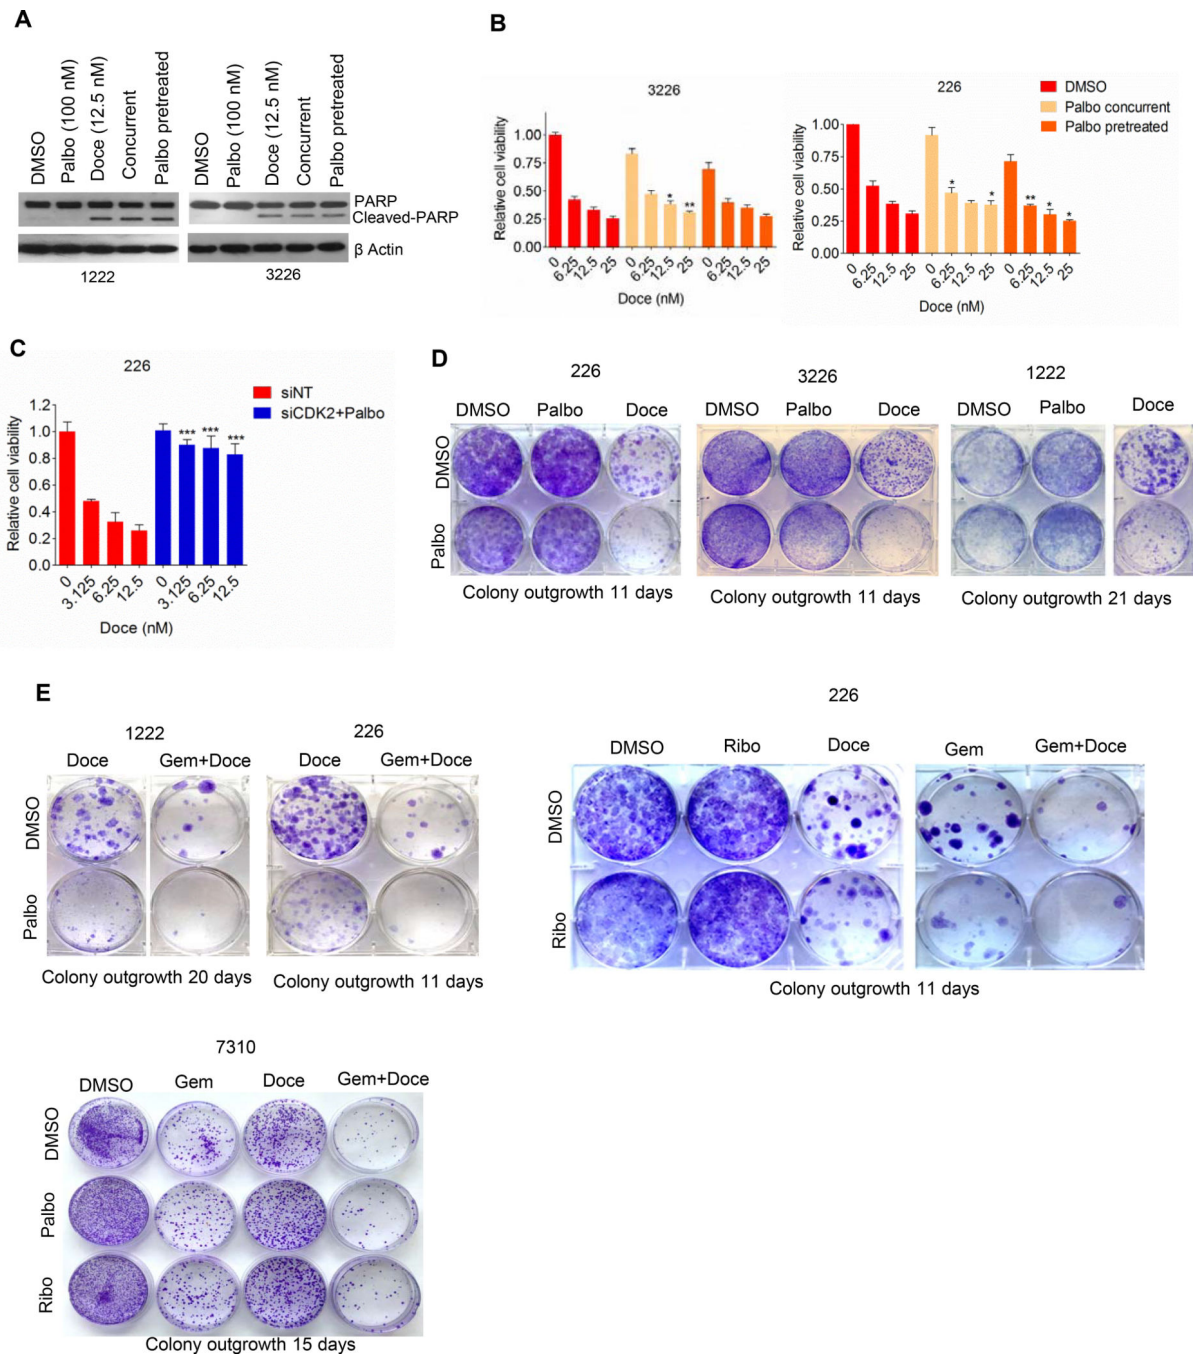 A
DMSO
Palbo (100 nM)
Doce (12.5 nM)
Concurrent
Palbo pretreated
DMSO
Palbo (100 nM)
Doce (12.5 nM)
Concurrent
Palbo pretreated
PARP
Cleaved-PARP
β Actin
1222
3226
B
3226
Relative cell viability
1.00
0.75
0.50
0.25
0.00
* **
0 6.25 12.5 25 0 6.25 12.5 25 0 6.25 12.5 25
Doce (nM)
226
DMSO
Palbo concurrent
Palbo pretreated
Relative cell viability
1.00
0.75
0.50
0.25
0.00
* * ** * *
0 6.25 12.5 25 0 6.25 12.5 25 0 6.25 12.5 25
Doce (nM)
C
226
siNT
siCDK2+Palbo
Relative cell viability
1.2
1.0
0.8
0.6
0.4
0.2
0.0
*** *** ***
0 3.125 6.25 12.5 0 3.125 6.25 12.5
Doce (nM)
D
226
DMSO Palbo Doce
DMSO
Palbo
Colony outgrowth 11 days
3226
DMSO Palbo Doce
Colony outgrowth 11 days
1222
DMSO Palbo Doce
Colony outgrowth 21 days
E
1222
Doce Gem+Doce
DMSO
Palbo
Colony outgrowth 20 days
226
Doce Gem+Doce
Colony outgrowth 11 days
226
DMSO Ribo Doce Gem Gem+Doce
DMSO
Ribo
Colony outgrowth 11 days
7310
DMSO Gem Doce Gem+Doce
DMSO
Palbo
Ribo
Colony outgrowth 15 days